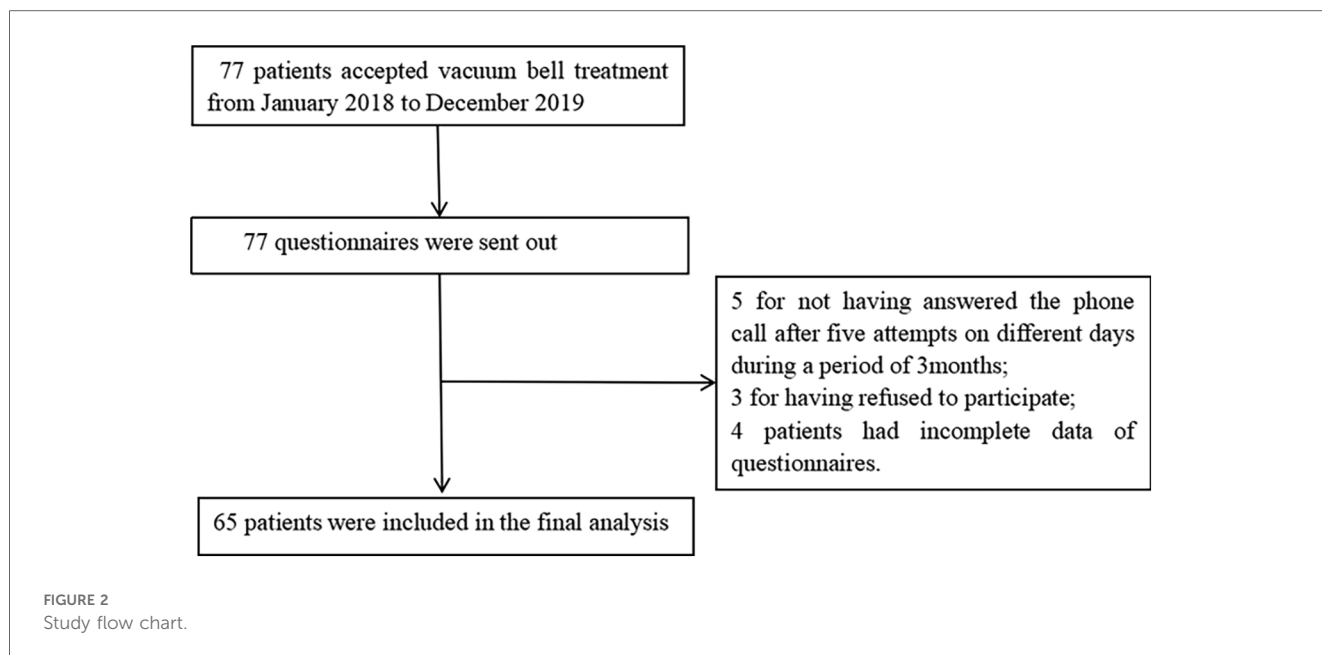 77 patients accepted vacuum bell treatment
from January 2018 to December 2019
77 questionnaires were sent out
5 for not having answered the phone
call after five attempts on different days
during a period of 3months;
3 for having refused to participate;
4 patients had incomplete data of
questionnaires.
65 patients were included in the final analysis
FIGURE 2
Study flow chart.